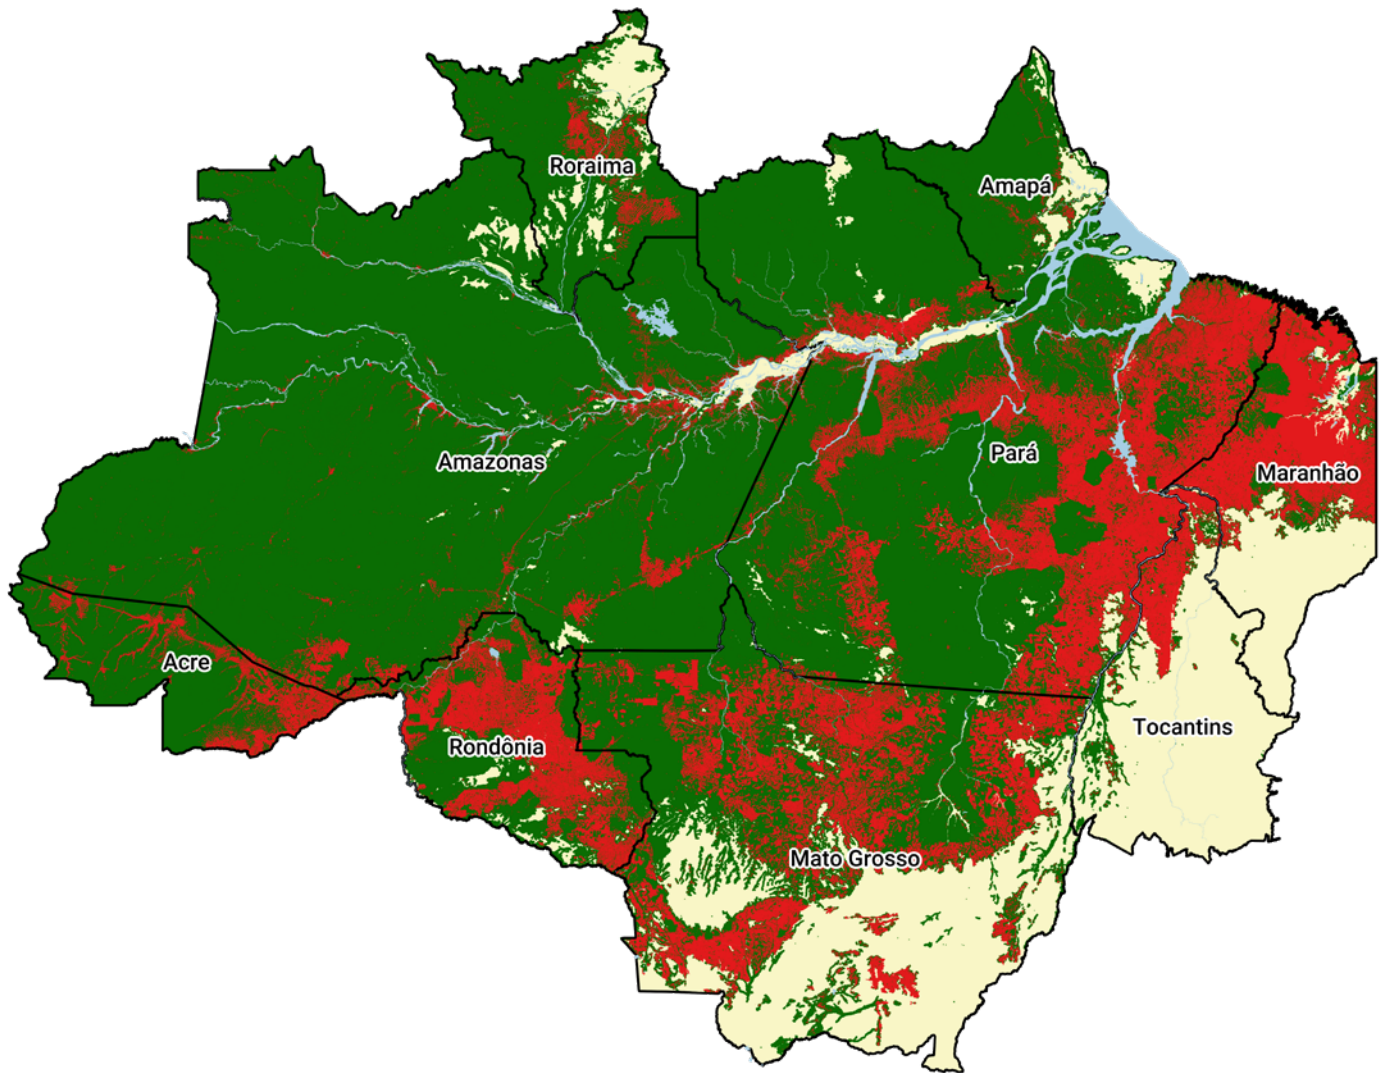 Roraima
Amapá
Amazonas
Pará
Maranhão
Acre
Rondônia
Tocantins
Mato Grosso